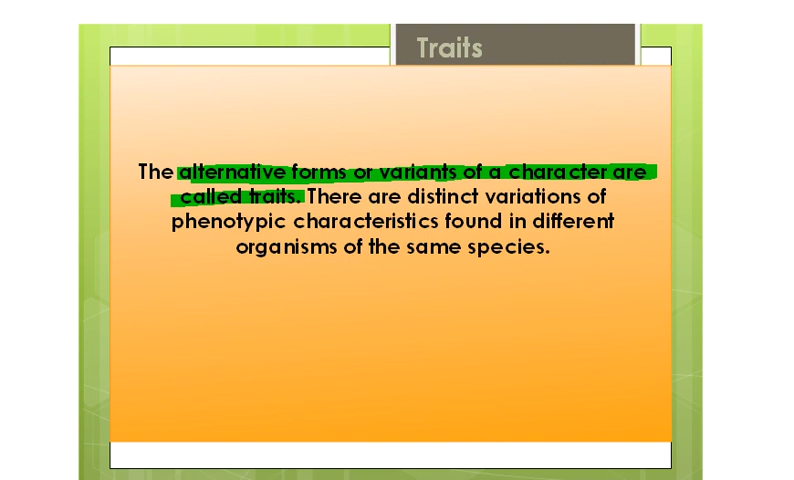 Traits
The alternative forms or variants of a character are
called traits. There are distinct variations of
phenotypic characteristics found in different
organisms of the same species.